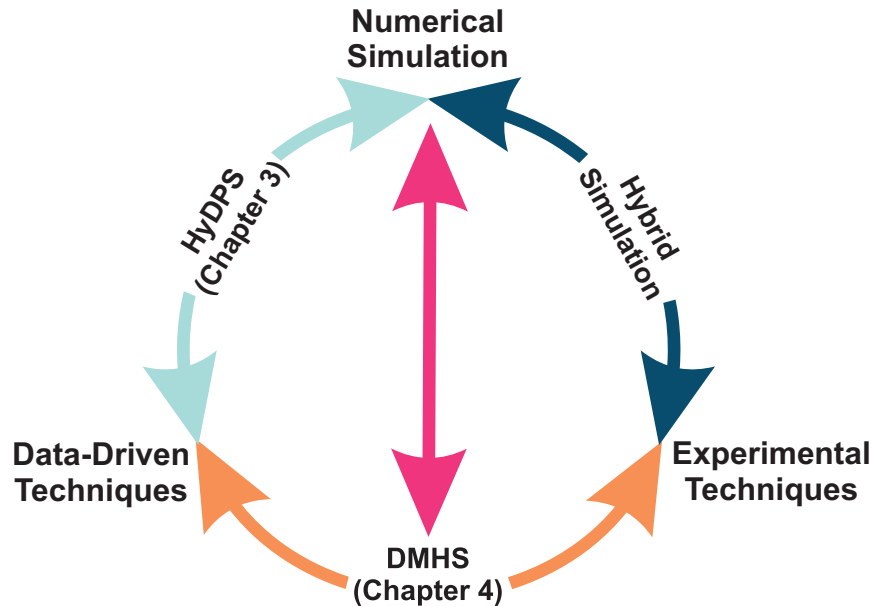 Numerical
Simulation
HyDPS
(Chapter 3)
Hybrid
Simulation
Data-Driven
Techniques
Experimental
Techniques
DMHS
(Chapter 4)